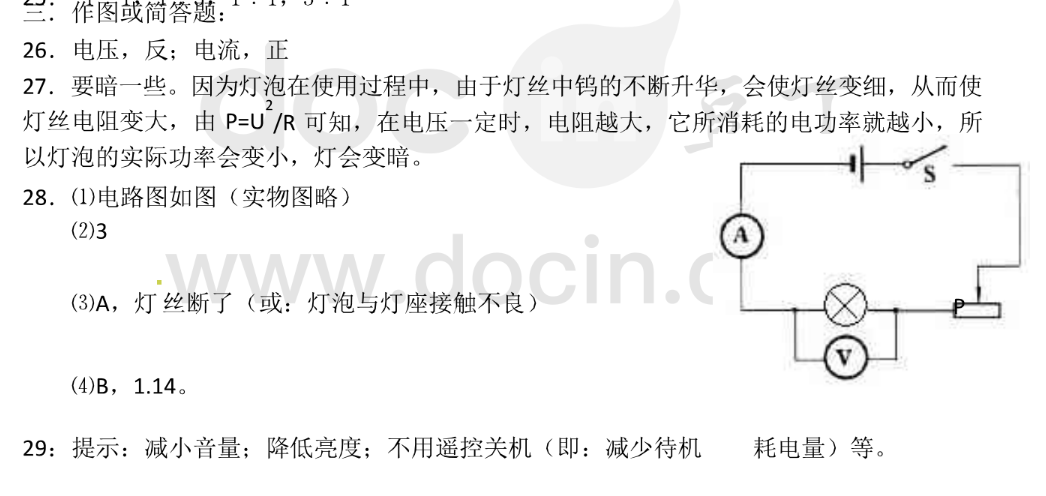 三．作图或简答题：
26．电压，反；电流，正
27．要暗一些。因为灯泡在使用过程中，由于灯丝中钨的不断升华，会使灯丝变细，从而使
灯丝电阻变大，由 P=U²/R 可知，在电压一定时，电阻越大，它所消耗的电功率就越小，所
以灯泡的实际功率会变小，灯会变暗。
28．⑴电路图如图（实物图略）
⑵3
⑶A，灯丝断了（或：灯泡与灯座接触不良）
⑷B，1.14。
S
A
P
V
29：提示：减小音量；降低亮度；不用遥控关机（即：减少待机 耗电量）等。
www.docin.c
doc in